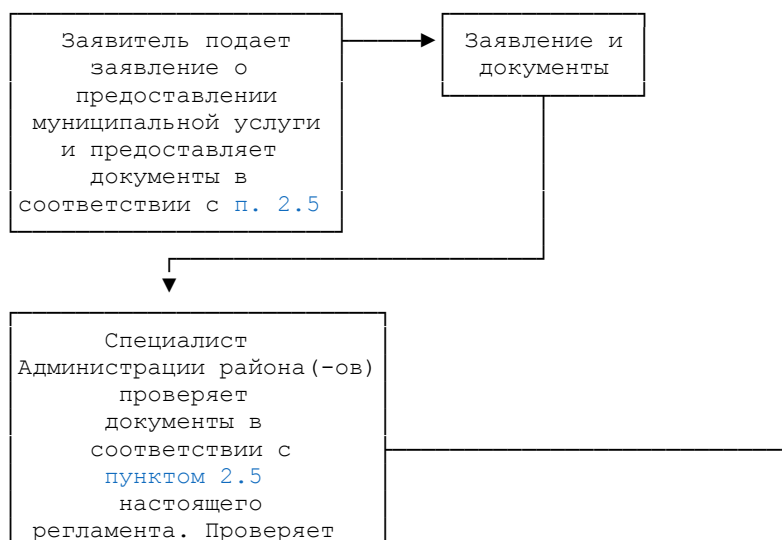 Заявитель подает
заявление о
предоставлении
муниципальной услуги
и предоставляет
документы в
соответствии с п. 2.5
Заявление и
документы
Специалист
Администрации района(-ов)
проверяет
документы в
соответствии с
пунктом 2.5
настоящего
регламента. Проверяет